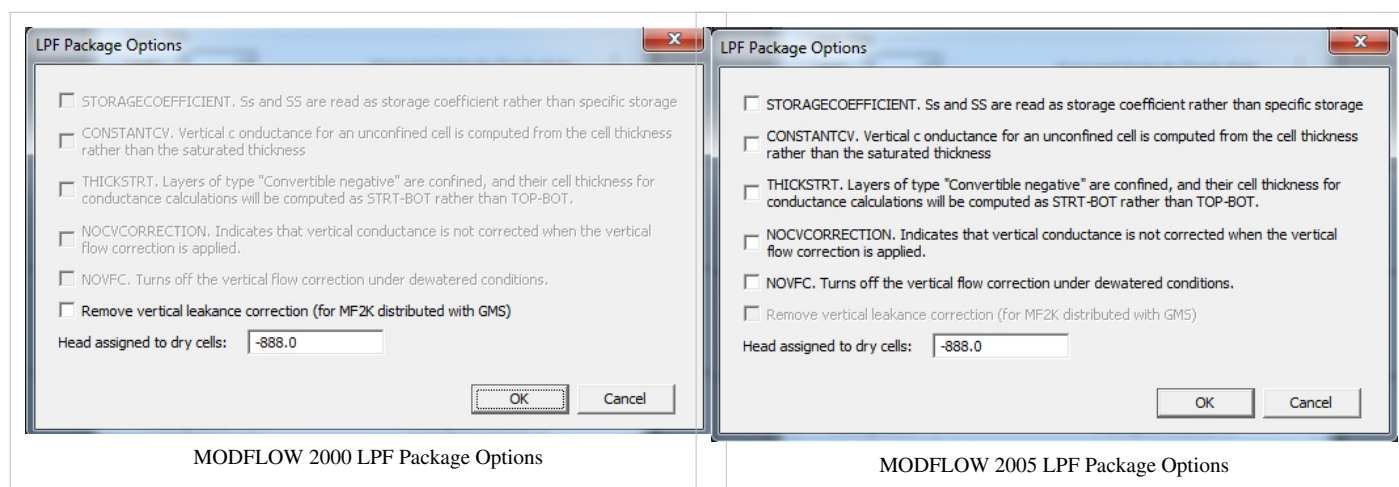 LPF Package Options
STORAGECOEFFICIENT. Ss and SS are read as storage coefficient rather than specific storage
CONSTANTCV. Vertical c onductance for an unconfined cell is computed from the cell thickness
rather than the saturated thickness
THICKSTRT. Layers of type "Convertible negative" are confined, and their cell thickness for
conductance calculations will be computed as STRT-BOT rather than TOP-BOT.
NOCVCORRECTION. Indicates that vertical conductance is not corrected when the vertical
flow correction is applied.
NOVFC. Turns off the vertical flow correction under dewatered conditions.
Remove vertical leakance correction (for MF2K distributed with GMS)
Head assigned to dry cells: -888.0
OK Cancel
MODFLOW 2000 LPF Package Options
LPF Package Options
STORAGECOEFFICIENT. Ss and SS are read as storage coefficient rather than specific storage
CONSTANTCV. Vertical c onductance for an unconfined cell is computed from the cell thickness
rather than the saturated thickness
THICKSTRT. Layers of type "Convertible negative" are confined, and their cell thickness for
conductance calculations will be computed as STRT-BOT rather than TOP-BOT.
NOCVCORRECTION. Indicates that vertical conductance is not corrected when the vertical
flow correction is applied.
NOVFC. Turns off the vertical flow correction under dewatered conditions.
Remove vertical leakance correction (for MF2K distributed with GMS)
Head assigned to dry cells: -888.0
OK Cancel
MODFLOW 2005 LPF Package Options